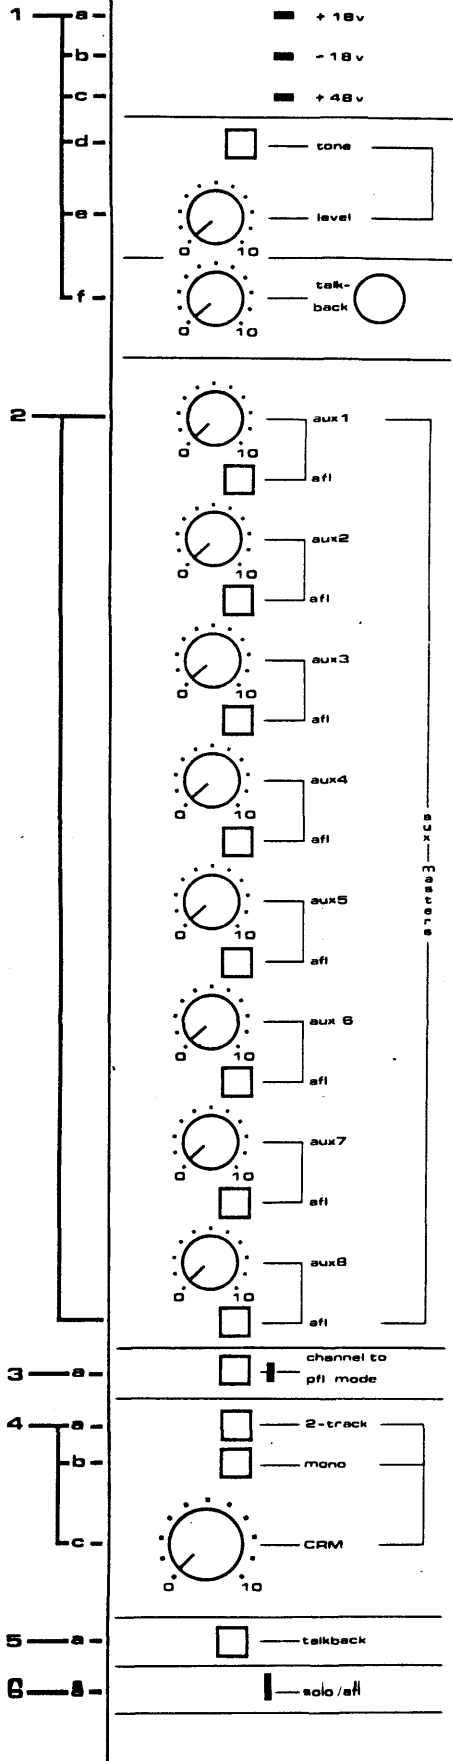 1 a + 18v
b - 18v
c + 48v
d tone
e level
0 10
f talk-
back
0 10
2 aux1
0 10
afl
aux2
0 10
afl
aux3
0 10
afl
aux4
0 10
afl
aux5
0 10
afl
aux 6
0 10
afl
aux7
0 10
afl
aux8
0 10
afl
aux masters
channel to
3 a pfl mode
4 a 2-track
b mono
c CRM
0 10
5 a talkback
6 a solo/afl